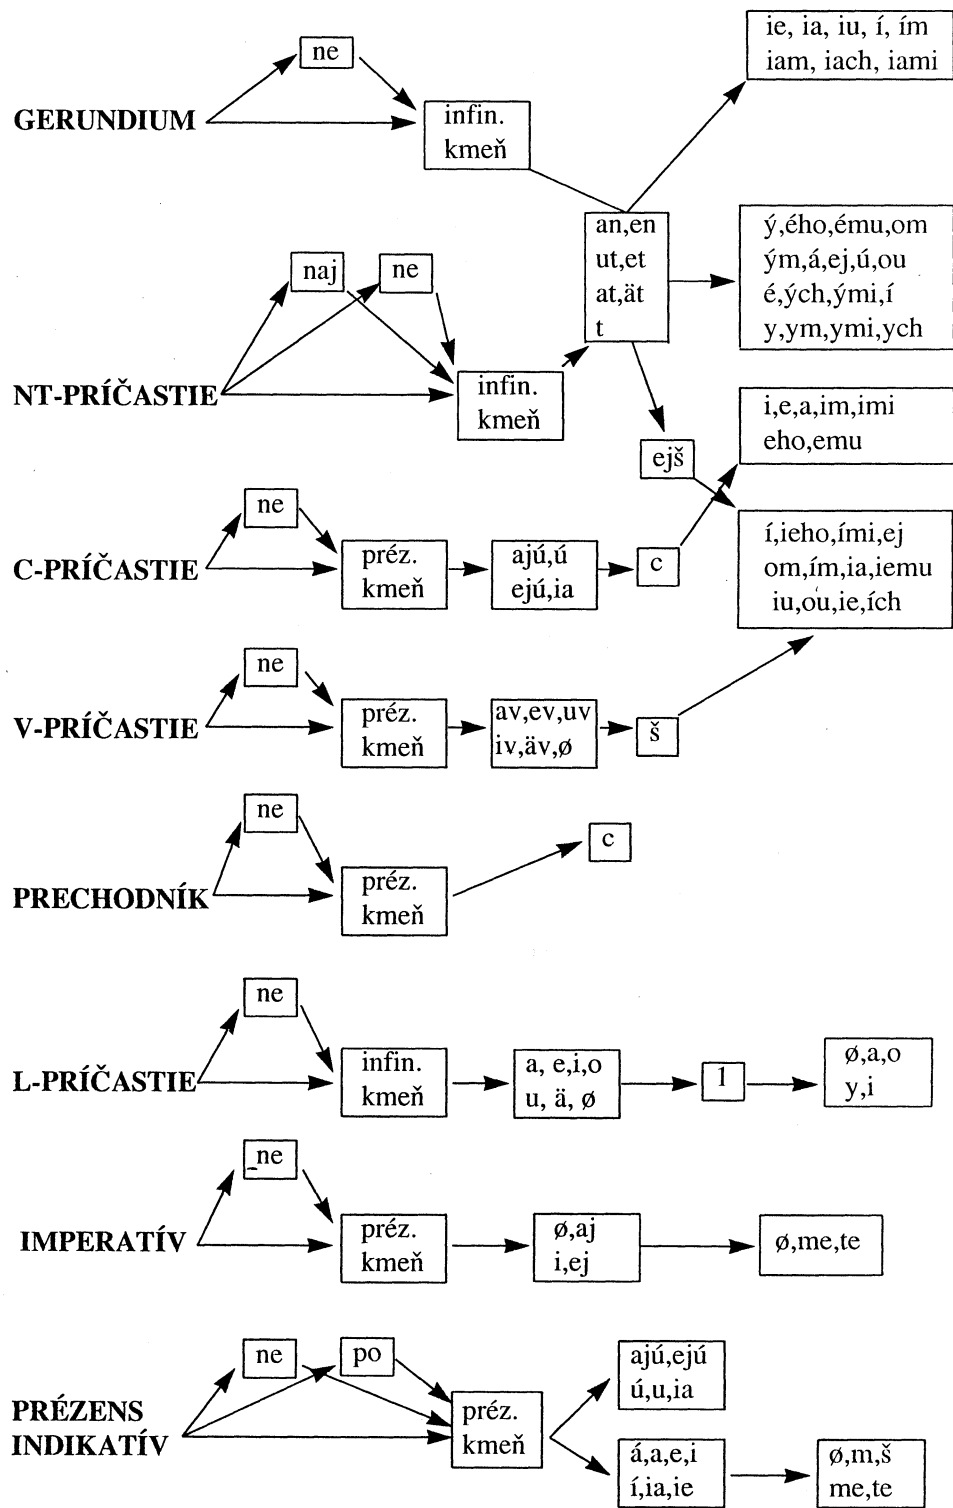 ie, ia, iu, í, ím
iam, iach, iami
ne
GERUNDIUM
infin.
kmeň
an,en
ut,et
at,ät
t
ý,ého,ému,om
ým,á,ej,ú,ou
é,ých,ými,í
y,ym,ymi,ych
naj
ne
NT-PRÍČASTIE
infin.
kmeň
ejš
i,e,a,im,imi
eho,emu
ne
C-PRÍČASTIE
préz.
kmeň
ajú,ú
ejú,ia
c
í,ieho,ími,ej
om,ím,ia,iemu
iu,ou,ie,ích
ne
V-PRÍČASTIE
préz.
kmeň
av,ev,uv
iv,äv,ø
š
ne
PRECHODNÍK
préz.
kmeň
c
ne
L-PRÍČASTIE
infin.
kmeň
a, e,i,o
u, ä, ø
1
ø,a,o
y,i
ne
IMPERATÍV
préz.
kmeň
ø,aj
i,ej
ø,me,te
ne
po
PRÉZENS
INDIKATÍV
préz.
kmeň
ajú,ejú
ú,u,ia
á,a,e,i
í,ia,ie
ø,m,š
me,te